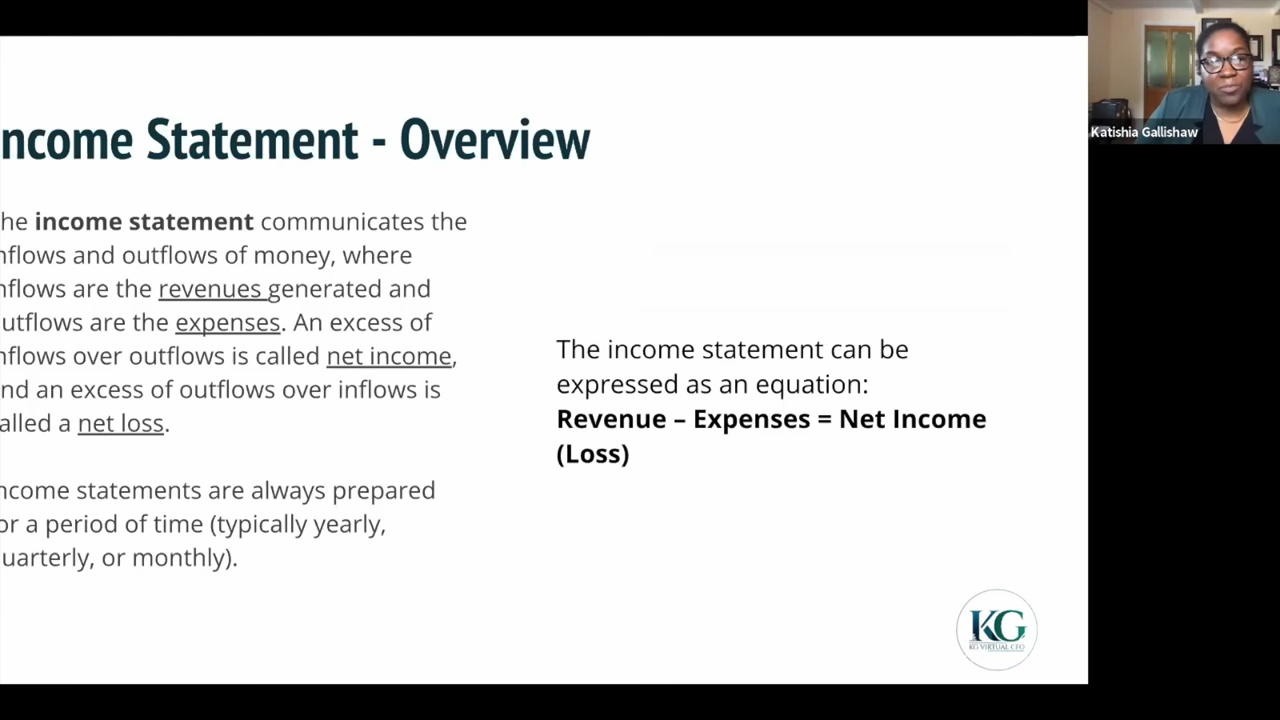 ncome Statement - Overview
he income statement communicates the
nflows and outflows of money, where
nflows are the revenues generated and
utflows are the expenses. An excess of
nflows over outflows is called net income,
nd an excess of outflows over inflows is
alled a net loss.
ncome statements are always prepared
or a period of time (typically yearly,
uarterly, or monthly).
The income statement can be
expressed as an equation:
Revenue – Expenses = Net Income
(Loss)
KG
KG VIRTUAL CFO
Katishia Gallishaw